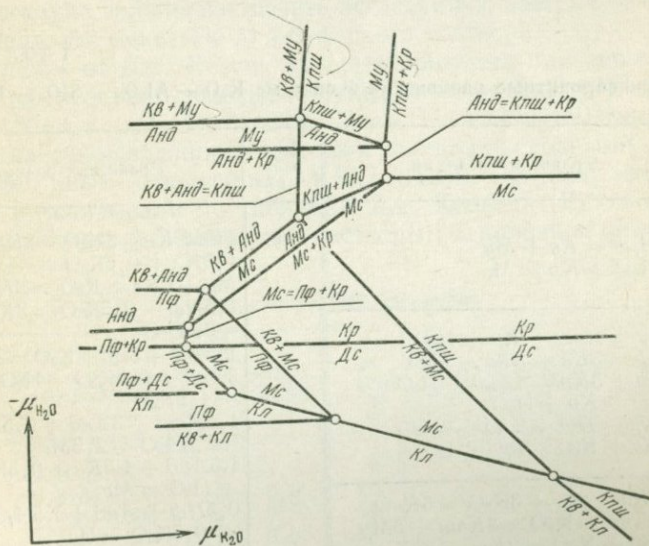 Кв+Му
Кпш
Му
Кпш+Кр
Кв+Му
Анд
Кпш+Му
Анд
Анд=Кпш+Кр
Му
Анд+Кр
Кпш+Кр
Мс
Кв+Анд=Кпш
Кпш+Анд
Мс
Кв+Анд
Мс
Анд
Мс+Кр
Кв+Анд
Пф
Мс=Пф+Кр
Анд
Пф+Кр
Кв+Мс
Пф
Кр
Дс
Кпш
Кв+Мс
Кр
Дс
Мс
Пф+Дс
Пф+Дс
Кл
Мс
Кл
Пф
Кв+Кл
Мс
Кл
Кпш
Кв+Кл
-μH₂O
μH₂O